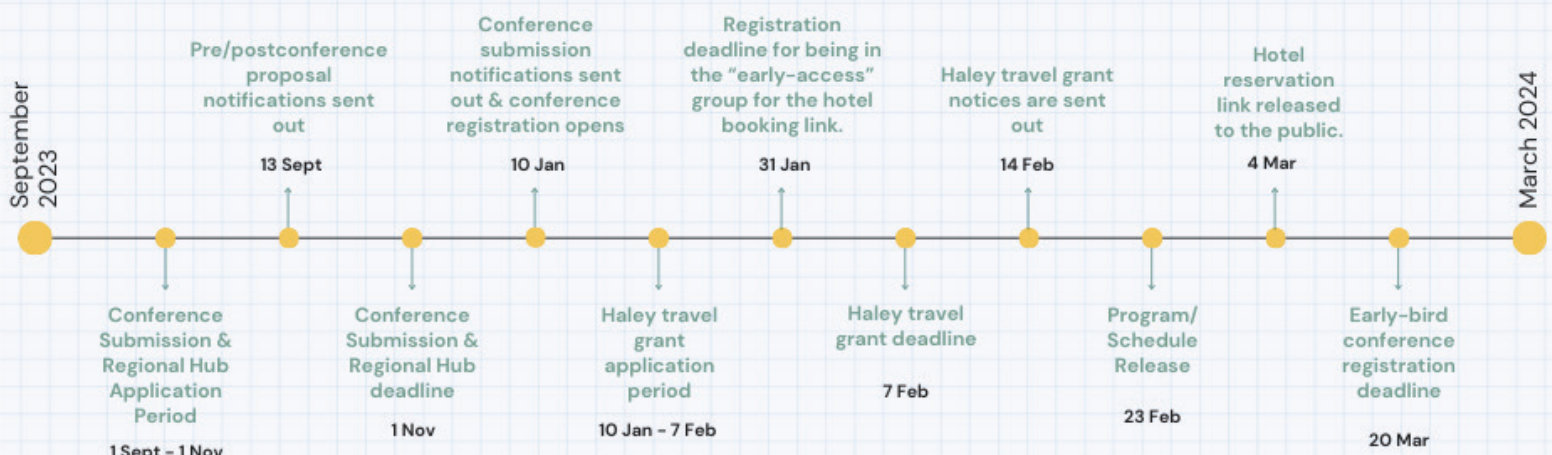 September
2023
Conference
Submission &
Regional Hub
Application
Period
1 Sept - 1 Nov
Pre/postconference
proposal
notifications sent
out
13 Sept
Conference
Submission &
Regional Hub
deadline
1 Nov
Conference
submission
notifications sent
out & conference
registration opens
10 Jan
Haley travel
grant
application
period
10 Jan - 7 Feb
Registration
deadline for being in
the “early-access”
group for the hotel
booking link.
31 Jan
Haley travel
grant deadline
7 Feb
Haley travel grant
notices are sent
out
14 Feb
Program/
Schedule
Release
23 Feb
Hotel
reservation
link released
to the public.
4 Mar
Early-bird
conference
registration
deadline
20 Mar
March 2024